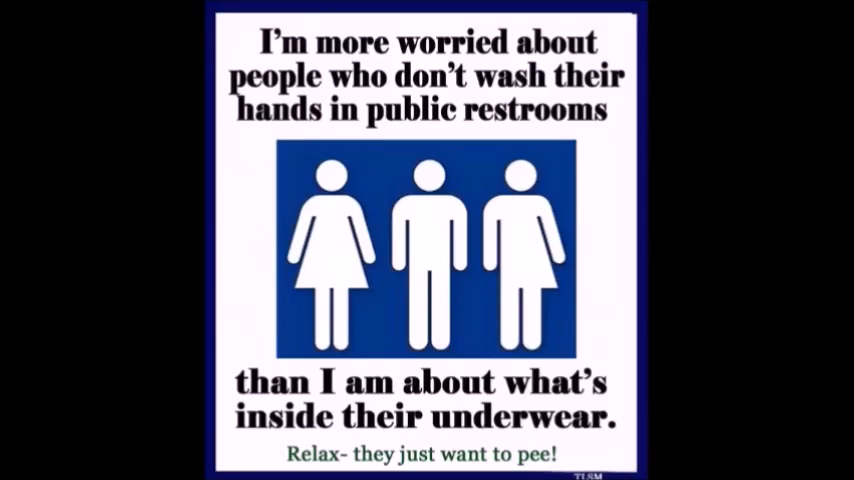 I'm more worried about
people who don't wash their
hands in public restrooms
than I am about what's
inside their underwear.
Relax- they just want to pee!
TLSM